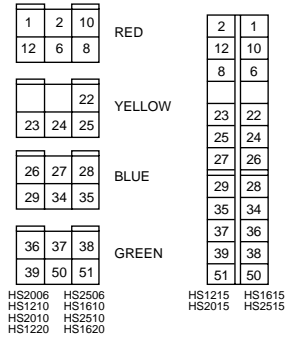 1 2 10
12 6 8
RED
22
23 24 25
YELLOW
26 27 28
29 34 35
BLUE
36 37 38
39 50 51
GREEN
HS2006 HS2506
HS1210 HS1610
HS2010 HS2510
HS1220 HS1620
2 1
12 10
8 6
23 22
25 24
27 26
29 28
35 34
37 36
39 38
51 50
HS1215 HS1615
HS2015 HS2515